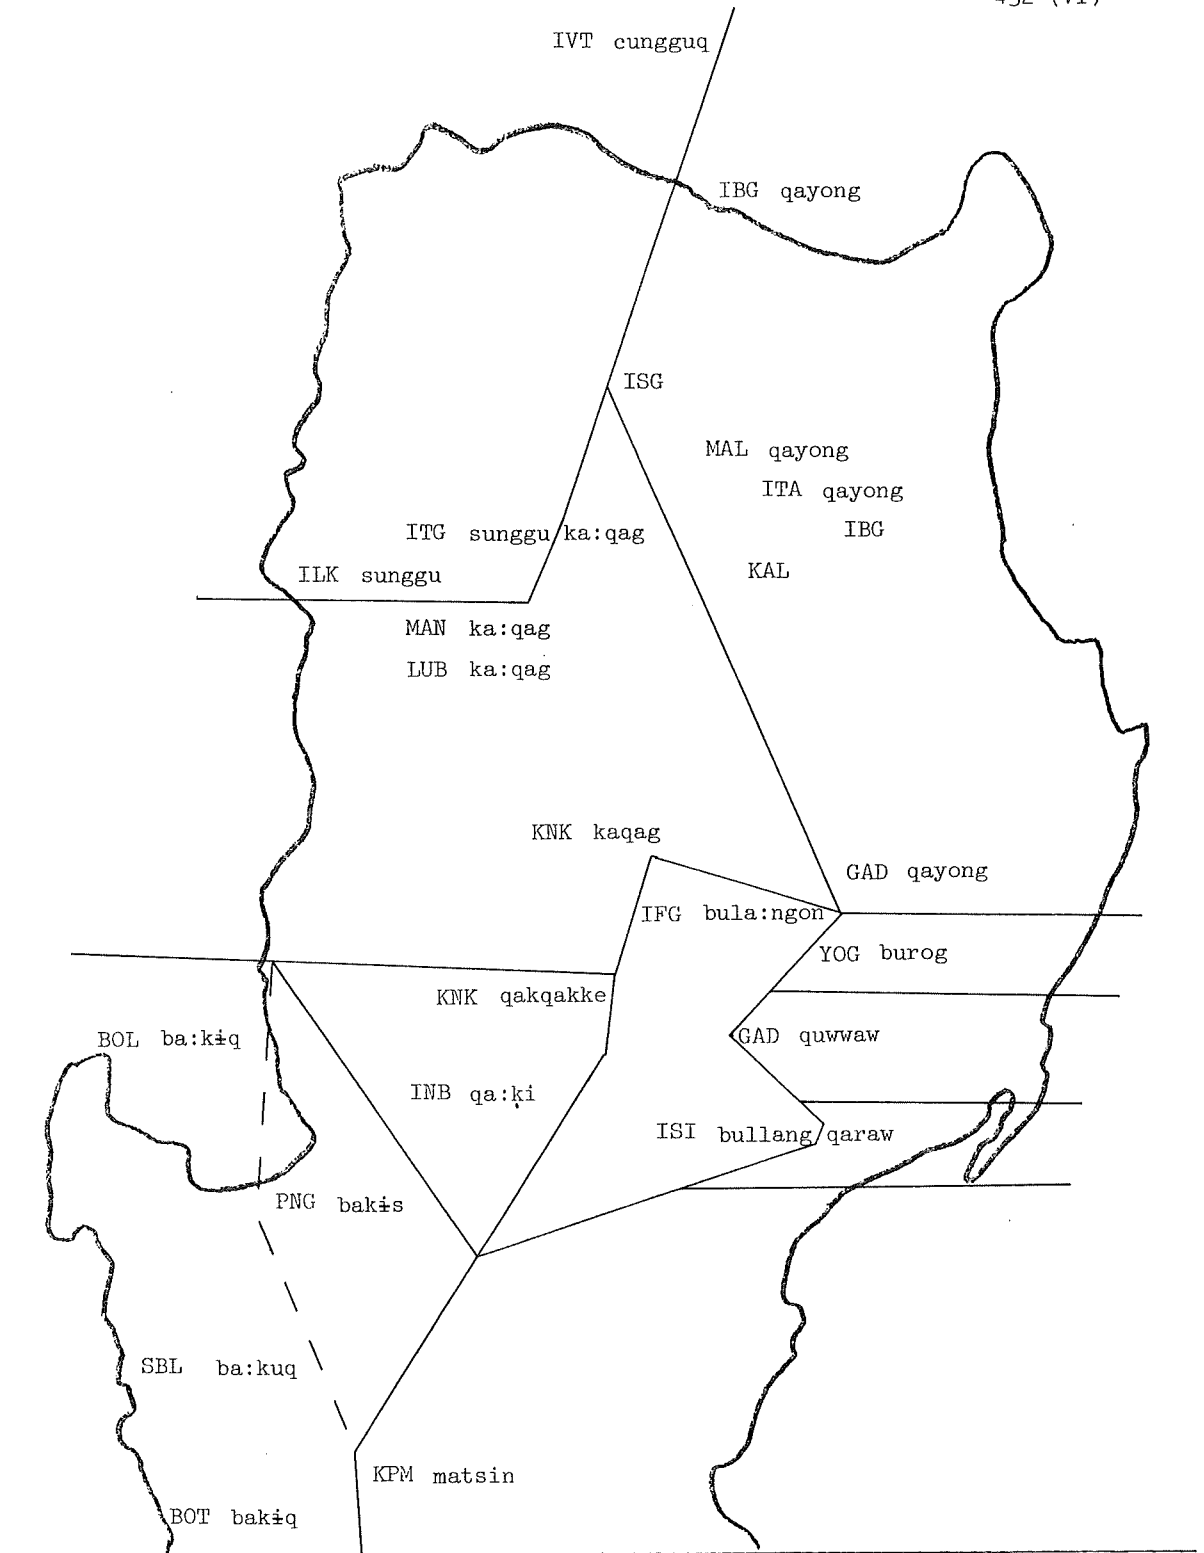 IVT cungguq
IBG qayong
ISG
MAL qayong
ITA qayong
IBG
ITG sunggu/ka:qag
KAL
ILK sunggu
MAN ka:qag
LUB ka:qag
KNK kaqag
GAD qayong
IFG bula:ngon
YOG burog
KNK qakqakke
BOL ba:kɨq
GAD quwwaw
INB qa:ḳi
ISI bullang/qaraw
PNG bakɨs
SBL ba:kuq
KPM matsin
BOT bakɨq